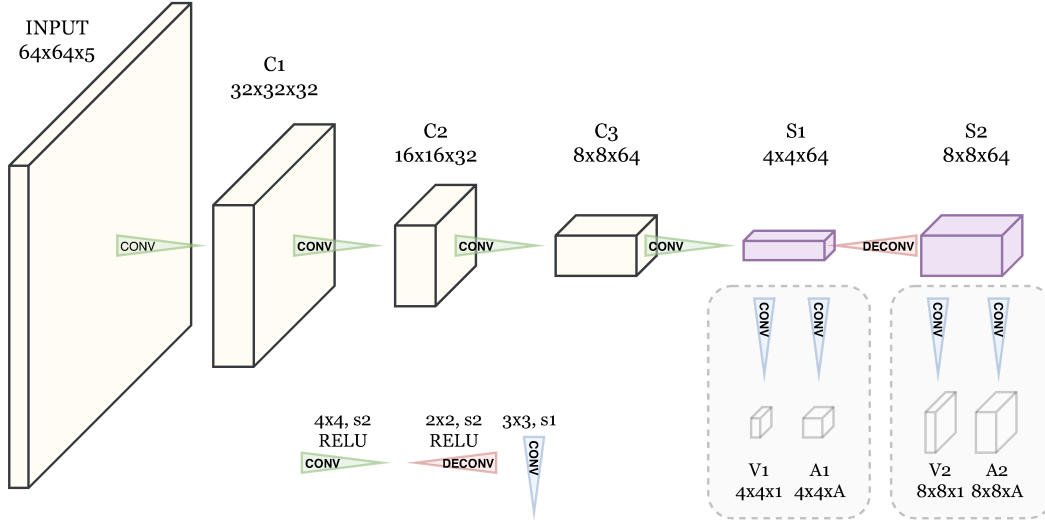 INPUT
64x64x5
C1
32x32x32
C2
16x16x32
C3
8x8x64
S1
4x4x64
S2
8x8x64
CONV
CONV
CONV
CONV
DECONV
CONV
CONV
CONV
CONV
4x4, s2
RELU
CONV
2x2, s2
RELU
DECONV
3x3, s1
CONV
V1
4x4x1
A1
4x4xA
V2
8x8x1
A2
8x8xA